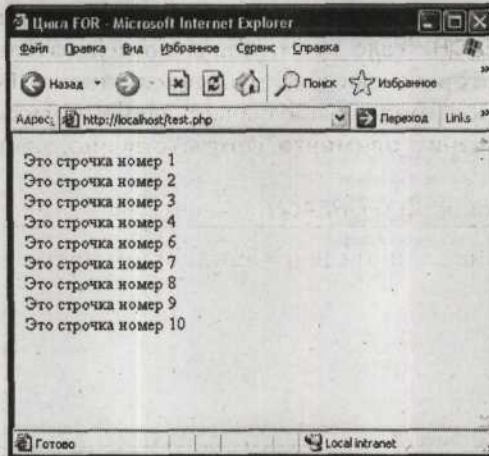 Цикл FOR - Microsoft Internet Explorer
Файл Правка Вид Избранное Сервис Справка »
Назад Поиск Избранное »
Адрес: http://localhost/test.php Переход Links »
Это строчка номер 1
Это строчка номер 2
Это строчка номер 3
Это строчка номер 4
Это строчка номер 6
Это строчка номер 7
Это строчка номер 8
Это строчка номер 9
Это строчка номер 10
Готово Local intranet